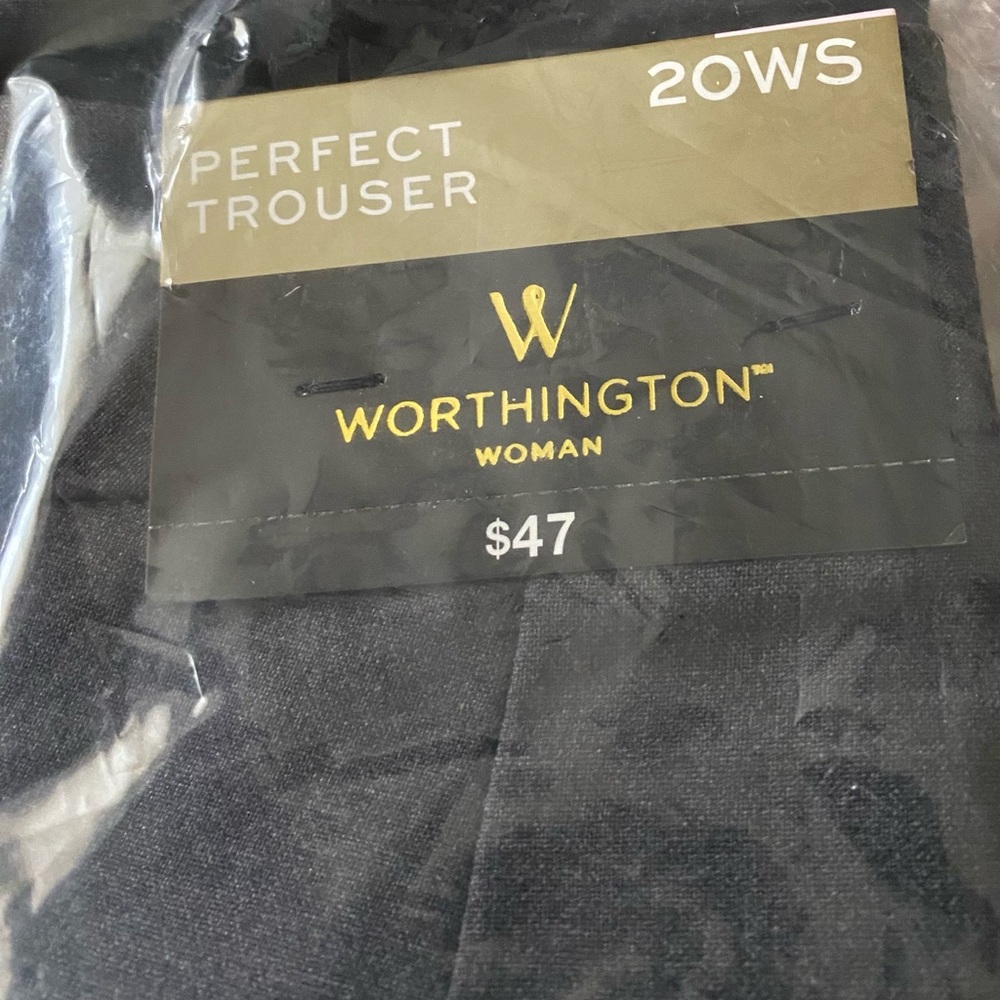 20WS
PERFECT
TROUSER
W
WORTHINGTON™
WOMAN
$47